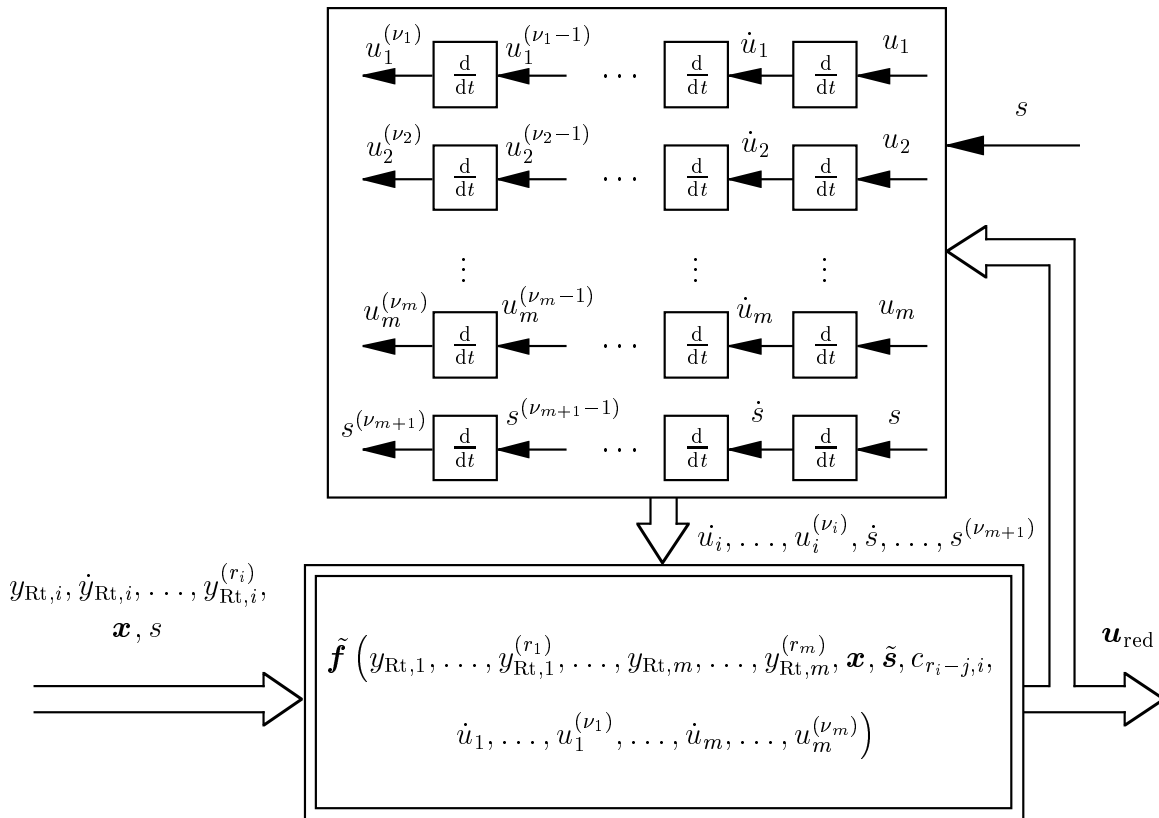 u_1^{(ν_1)} d/dt u_1^{(ν_1−1)} ··· d/dt u̇_1 d/dt u_1
s
u_2^{(ν_2)} d/dt u_2^{(ν_2−1)} ··· d/dt u̇_2 d/dt u_2
⋮ ⋮ ⋮
u_m^{(ν_m)} d/dt u_m^{(ν_m−1)} ··· d/dt u̇_m d/dt u_m
s^{(ν_{m+1})} d/dt s^{(ν_{m+1}−1)} ··· d/dt ṡ d/dt s
u̇_i, …, u_i^{(ν_i)}, ṡ, …, s^{(ν_{m+1})}
y_{Rt,i}, ẏ_{Rt,i}, …, y_{Rt,i}^{(r_i)},
x, s
u_{red}
f̃ (y_{Rt,1}, …, y_{Rt,1}^{(r_1)}, …, y_{Rt,m}, …, y_{Rt,m}^{(r_m)}, x, s̃, c_{r_i−j,i},
u̇_1, …, u_1^{(ν_1)}, …, u̇_m, …, u_m^{(ν_m)})